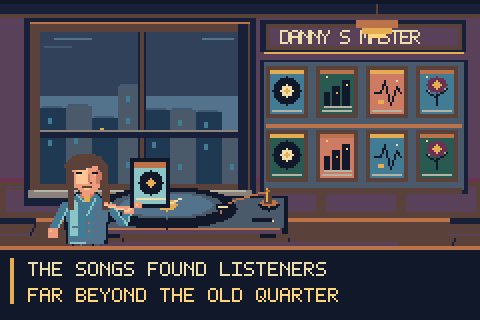 DANNY S MASTER
THE SONGS FOUND LISTENERS
FAR BEYOND THE OLD QUARTER